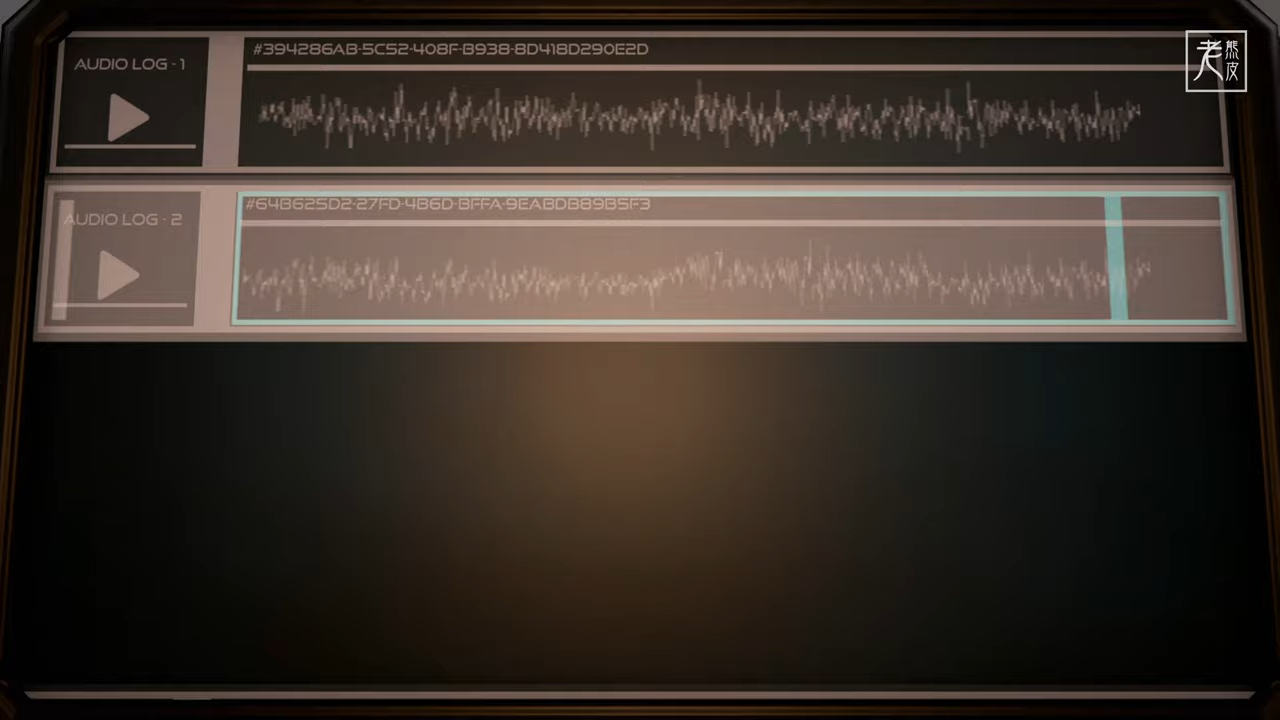 AUDIO LOG - 1
#394286AB-5C52-408F-B938-8D418D290E2D
AUDIO LOG - 2
#64B625D2-27FD-4B6D-BFFA-9EABDB89B5F3
老熊皮